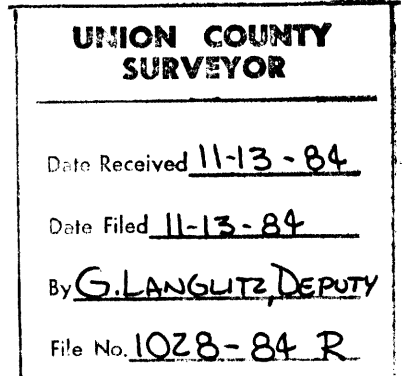 UNION COUNTY
SURVEYOR
Date Received 11-13-84
Date Filed 11-13-84
By G. LANGLITZ, DEPUTY
File No. 1028-84 R